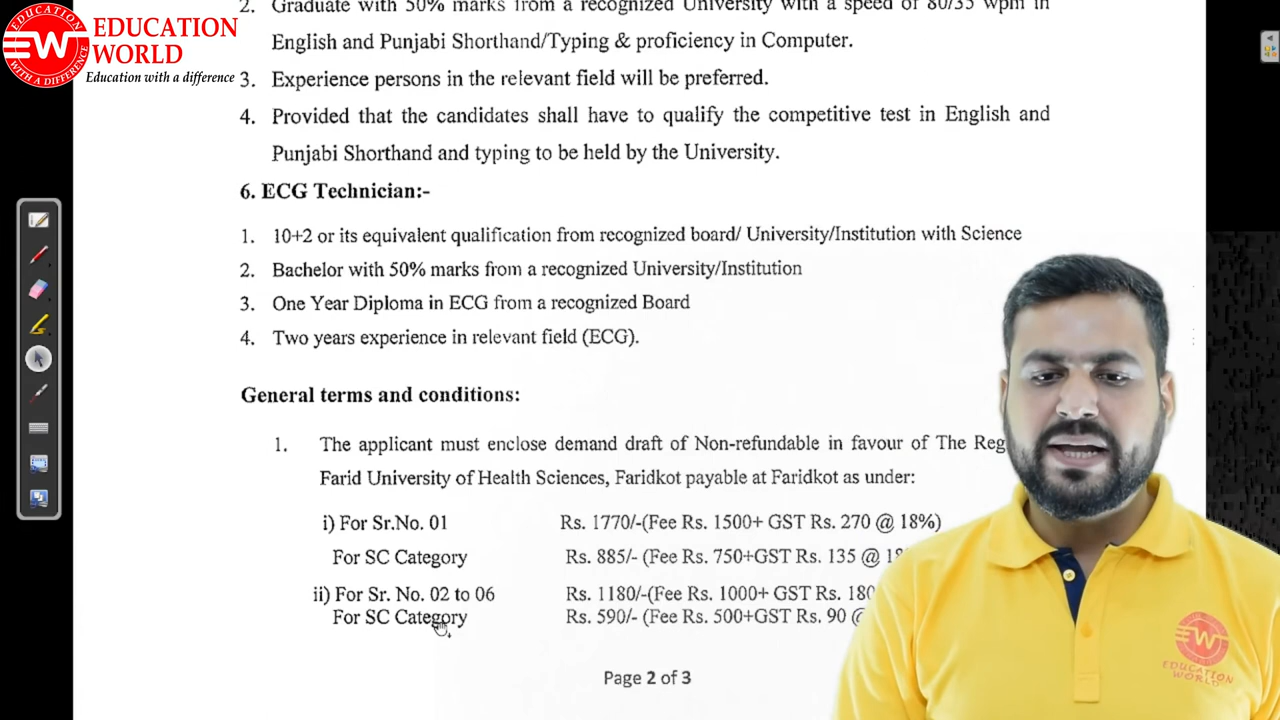 EDUCATION
WORLD
Education with a difference
EDUCATION
EW
WITH A DIFFERENCE
2. Graduate with 50% marks from a recognized University with a speed of 80/35 wpm in
English and Punjabi Shorthand/Typing & proficiency in Computer.
3. Experience persons in the relevant field will be preferred.
4. Provided that the candidates shall have to qualify the competitive test in English and
Punjabi Shorthand and typing to be held by the University.
6. ECG Technician:-
1. 10+2 or its equivalent qualification from recognized board/ University/Institution with Science
2. Bachelor with 50% marks from a recognized University/Institution
3. One Year Diploma in ECG from a recognized Board
4. Two years experience in relevant field (ECG).
General terms and conditions:
1. The applicant must enclose demand draft of Non-refundable in favour of The Reg
Farid University of Health Sciences, Faridkot payable at Faridkot as under:
i) For Sr.No. 01 Rs. 1770/-(Fee Rs. 1500+ GST Rs. 270 @ 18%)
For SC Category Rs. 885/- (Fee Rs. 750+GST Rs. 135 @ 18
ii) For Sr. No. 02 to 06 Rs. 1180/-(Fee Rs. 1000+ GST Rs. 180
For SC Category Rs. 590/- (Fee Rs. 500+GST Rs. 90 @
Page 2 of 3
EDUCATION
WORLD